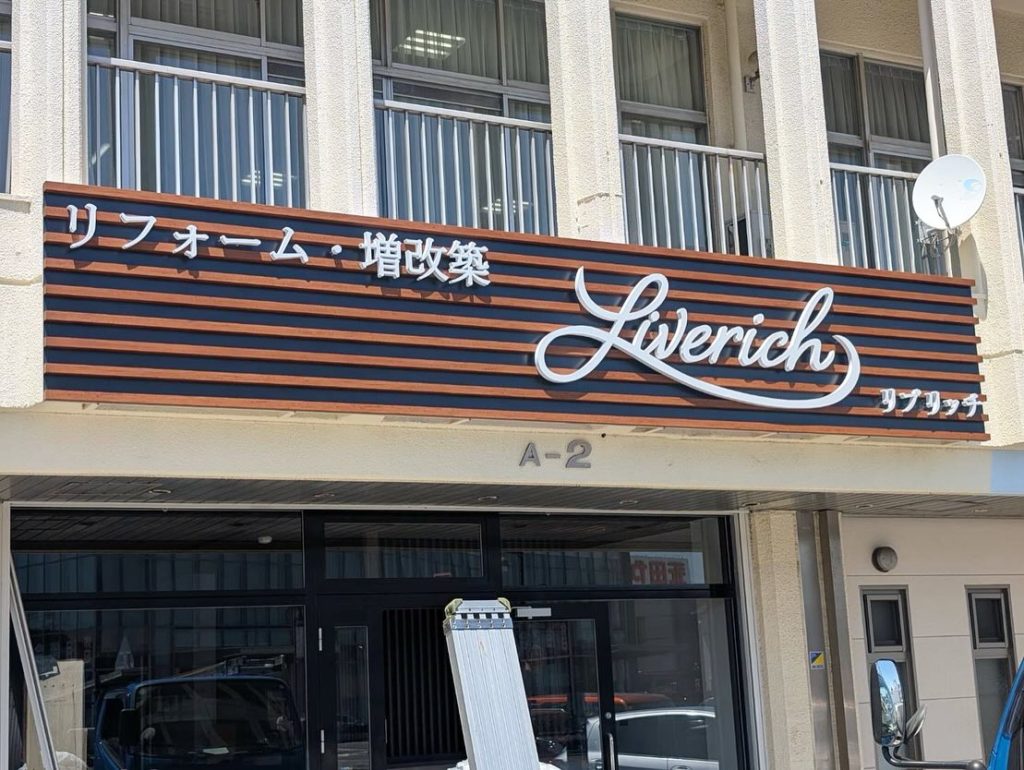 リフォーム・増改築
Liverich
リブリッチ
A-2